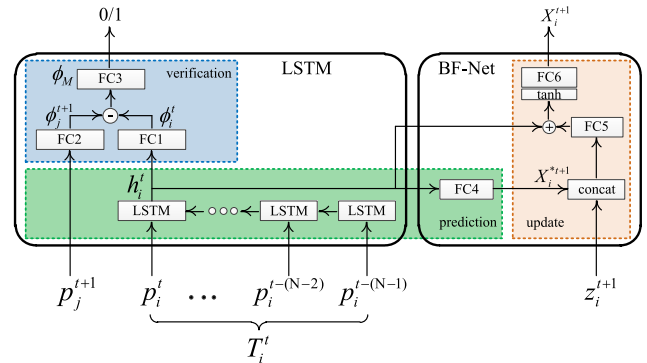 0/1
X_i^{t+1}
LSTM
BF-Net
verification
ϕ_M
FC3
FC6
tanh
ϕ_j^{t+1}
-
ϕ_i^t
+
FC5
FC2
FC1
h_i^t
FC4
X_i^{*t+1}
concat
LSTM
LSTM
LSTM
prediction
update
p_j^{t+1}
p_i^t
...
p_i^{t-(N-2)}
p_i^{t-(N-1)}
z_i^{t+1}
T_i^t